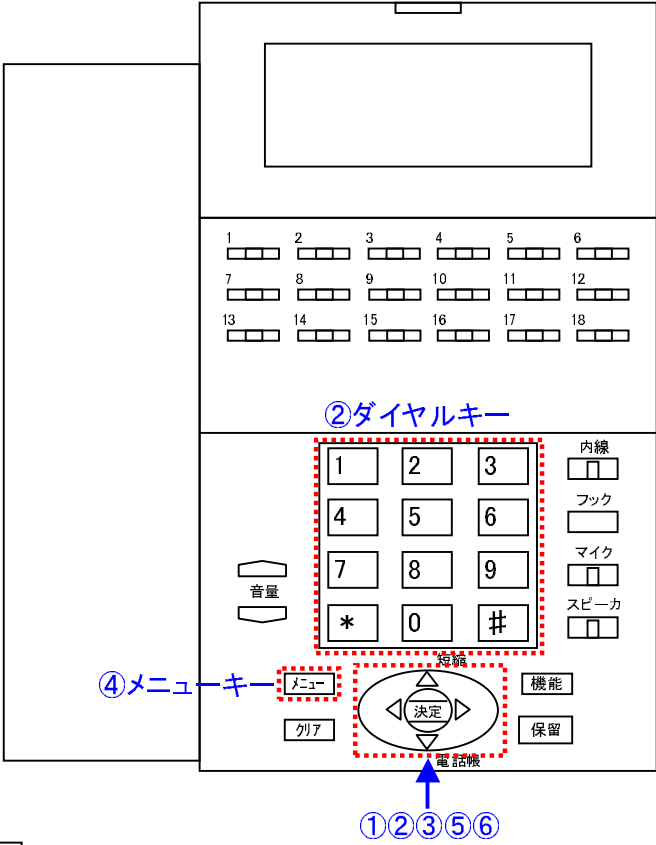 1 2 3 4 5 6
7 8 9 10 11 12
13 14 15 16 17 18
②ダイヤルキー
内線
1 2 3
フック
4 5 6
マイク
7 8 9
音量
スピーカ
* 0 #
短縮
④メニューキー
メニュー
機能
決定
クリア
保留
電話帳
①②③⑤⑥